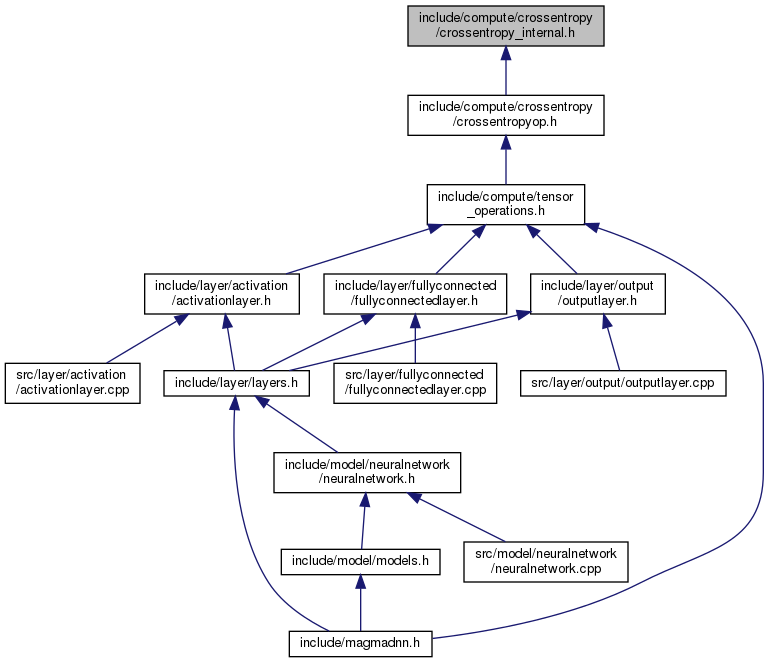 include/compute/crossentropy
/crossentropy_internal.h
include/compute/crossentropy
/crossentropyop.h
include/compute/tensor
_operations.h
include/layer/activation
/activationlayer.h
include/layer/fullyconnected
/fullyconnectedlayer.h
include/layer/output
/outputlayer.h
src/layer/activation
/activationlayer.cpp
include/layer/layers.h
src/layer/fullyconnected
/fullyconnectedlayer.cpp
src/layer/output/outputlayer.cpp
include/model/neuralnetwork
/neuralnetwork.h
include/model/models.h
src/model/neuralnetwork
/neuralnetwork.cpp
include/magmadnn.h